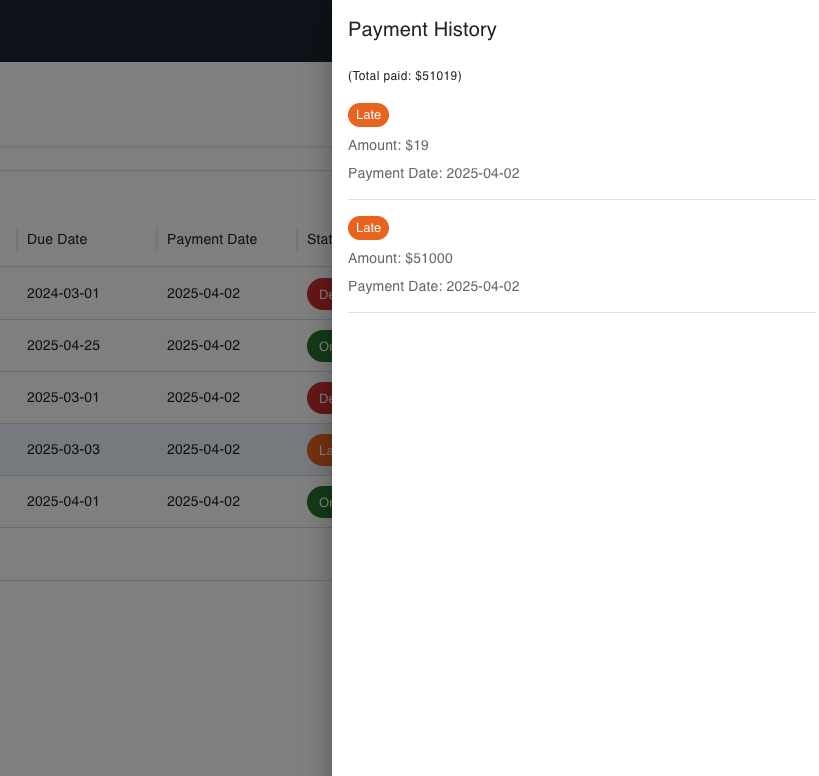 Payment History
(Total paid: $51019)
Late
Amount: $19
Payment Date: 2025-04-02
Late
Amount: $51000
Payment Date: 2025-04-02
Due Date Payment Date Stat
2024-03-01 2025-04-02 De
2025-04-25 2025-04-02 On
2025-03-01 2025-04-02 De
2025-03-03 2025-04-02 La
2025-04-01 2025-04-02 On